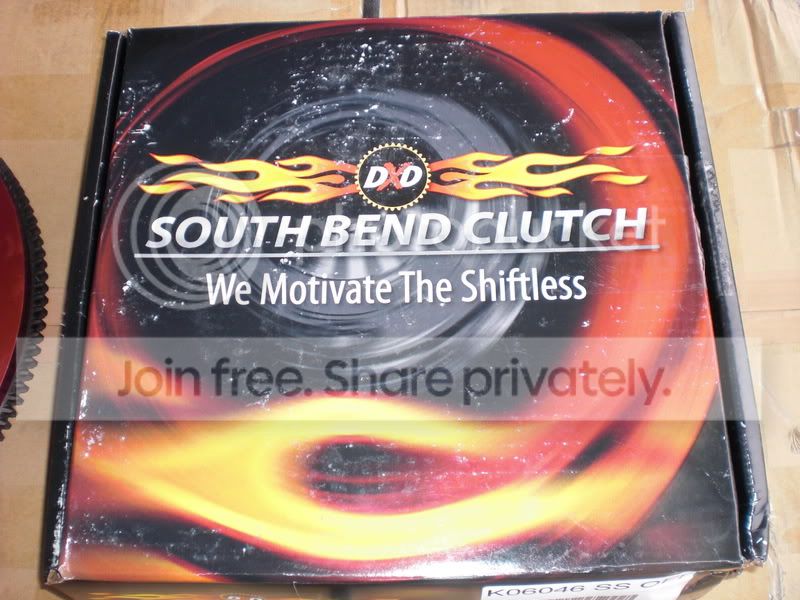 DXD
SOUTH BEND CLUTCH
We Motivate The Shiftless
Join free. Share privately.
K06046 SS